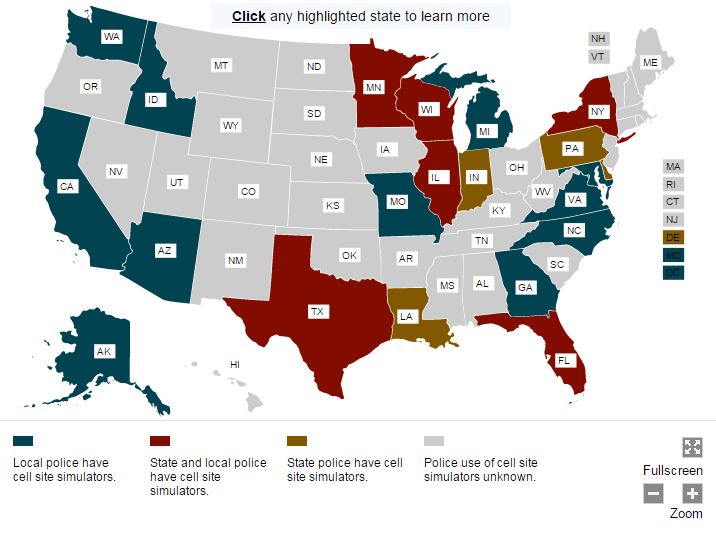 Click any highlighted state to learn more
WA
MT
ND
MN
NH
VT
ME
OR
ID
SD
WI
MI
NY
WY
IA
PA
NE
IL
IN
OH
MA
NV
UT
CO
CA
KS
MO
WV
VA
KY
RI
CT
NJ
NC
TN
DE
AZ
NM
OK
AR
SC
MD
DC
MS
AL
GA
TX
LA
AK
HI
FL
Local police have
cell site simulators.
State and local police
have cell site
simulators.
State police have cell
site simulators.
Police use of cell site
simulators unknown.
Fullscreen
Zoom